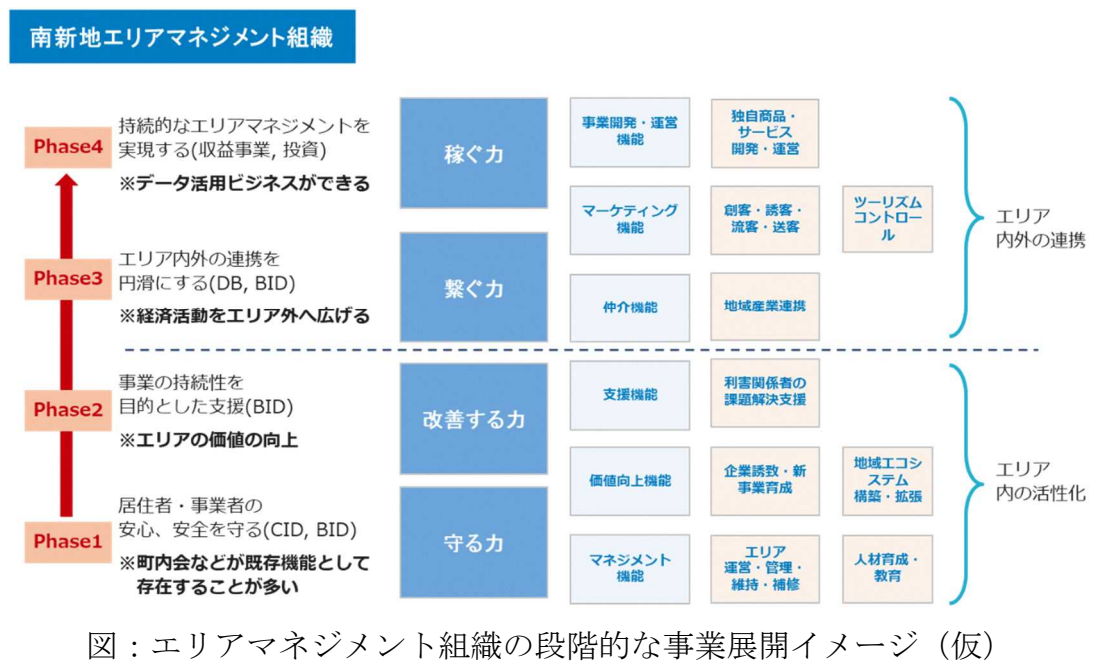 南新地エリアマネジメント組織
Phase4
持続的なエリアマネジメントを
実現する(収益事業, 投資)
※データ活用ビジネスができる
稼ぐ力
事業開発・運営
機能
独自商品・
サービス
開発・運営
マーケティング
機能
創客・誘客・
流客・送客
ツーリズム
コントロー
ル
エリア
内外の連携
Phase3
エリア内外の連携を
円滑にする(DB, BID)
※経済活動をエリア外へ広げる
繋ぐ力
仲介機能
地域産業連携
Phase2
事業の持続性を
目的とした支援(BID)
※エリアの価値の向上
改善する力
支援機能
利害関係者の
課題解決支援
価値向上機能
企業誘致・新
事業育成
地域エコシ
ステム
構築・拡張
エリア
内の活性化
Phase1
居住者・事業者の
安心、安全を守る(CID, BID)
※町内会などが既存機能として
存在することが多い
守る力
マネジメント
機能
エリア
運営・管理・
維持・補修
人材育成・
教育
図：エリアマネジメント組織の段階的な事業展開イメージ（仮）